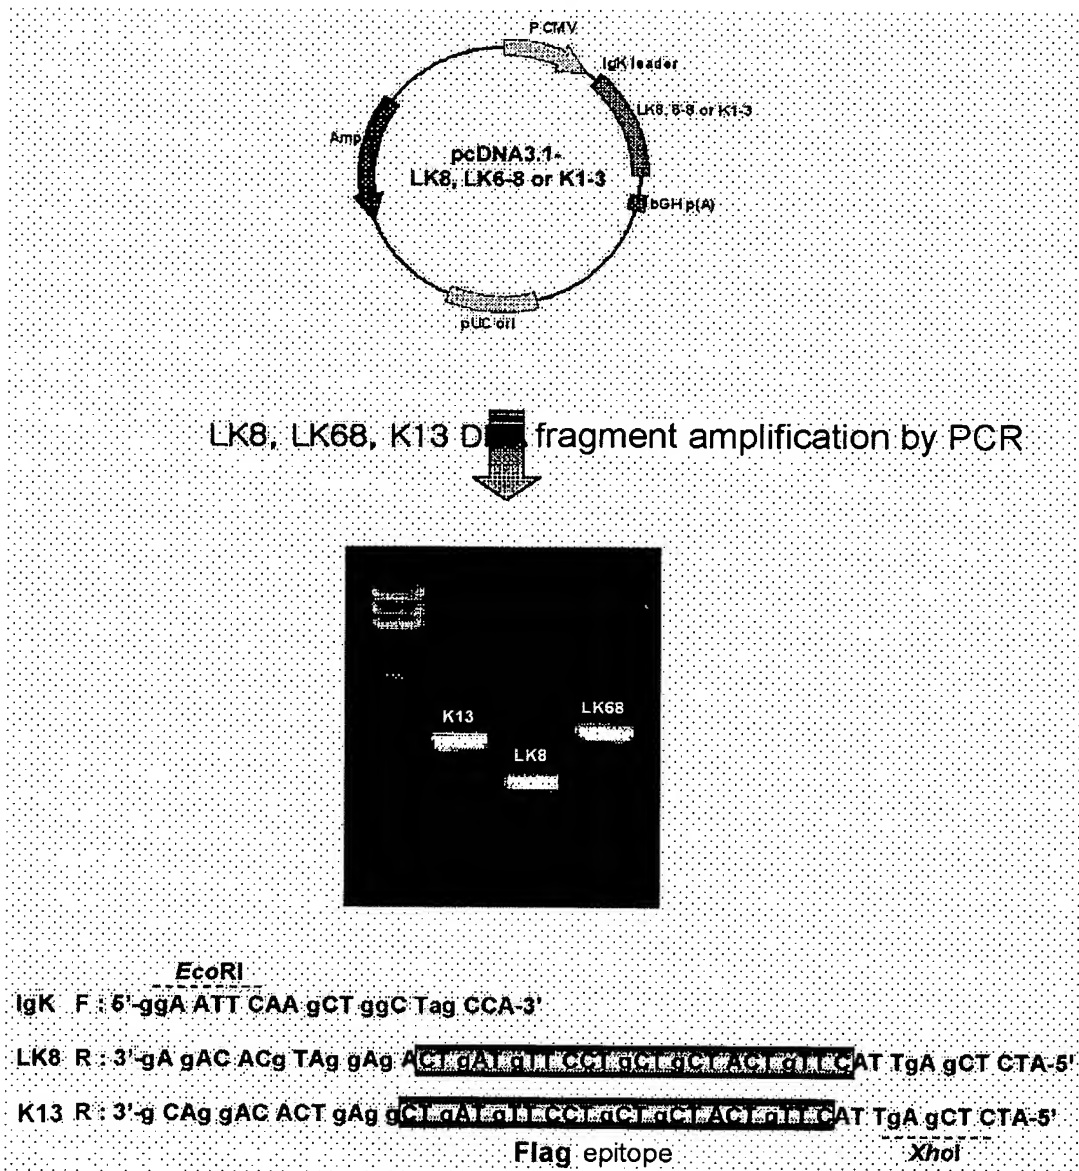 P CMV
IgK leader
LK8, 6-8 or K1-3
Amp
pcDNA3.1-
LK8, LK6-8 or K1-3
bGH p(A)
pUC ori
LK8, LK68, K13 fragment amplification by PCR
K13
LK8
LK68
EcoRI
IgK F : 5'-ggA ATT CAA gCT ggC Tag CCA-3'
LK8 R : 3'-gA gAC ACg TAg gAg ACT gAT gTT CCT gCT gCT ACT gTT CAT TgA gCT CTA-5'
K13 R : 3'-g CAg gAC ACT gAg gCT gAT gTT CCT gCT gCT ACT gTT CAT TgA gCT CTA-5'
Flag epitope
XhoI